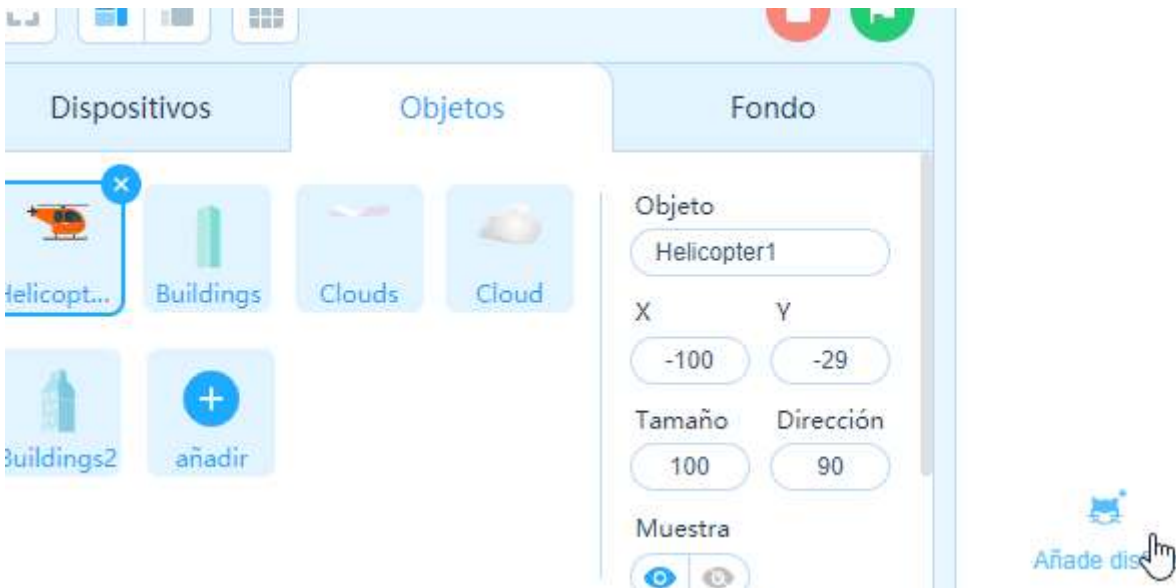 Dispositivos Objetos Fondo
Objeto
Helicopter1
Helicopt... Buildings Clouds Cloud
X Y
-100 -29
Tamaño Dirección
100 90
Buildings2 añadir
Muestra
Añade